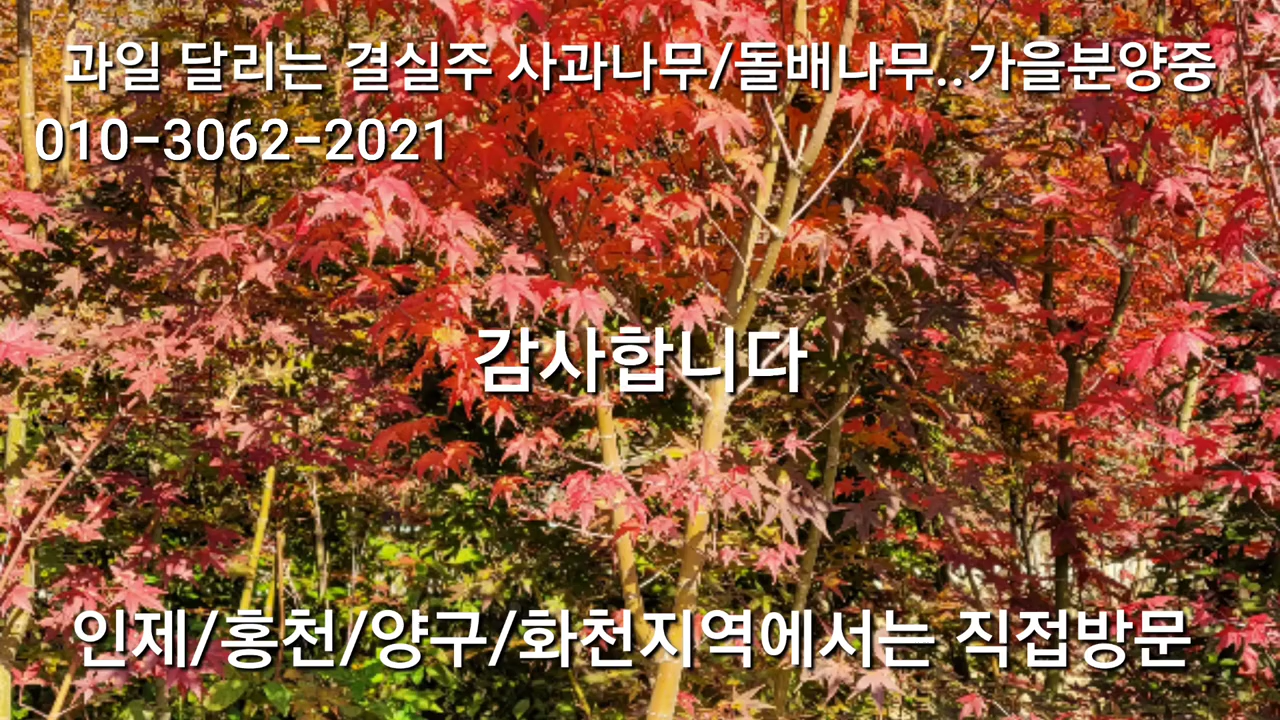 과일 달리는 결실주 사과나무/돌배나무..가을분양중
010-3062-2021
감사합니다
인제/홍천/양구/화천지역에서는 직접방문